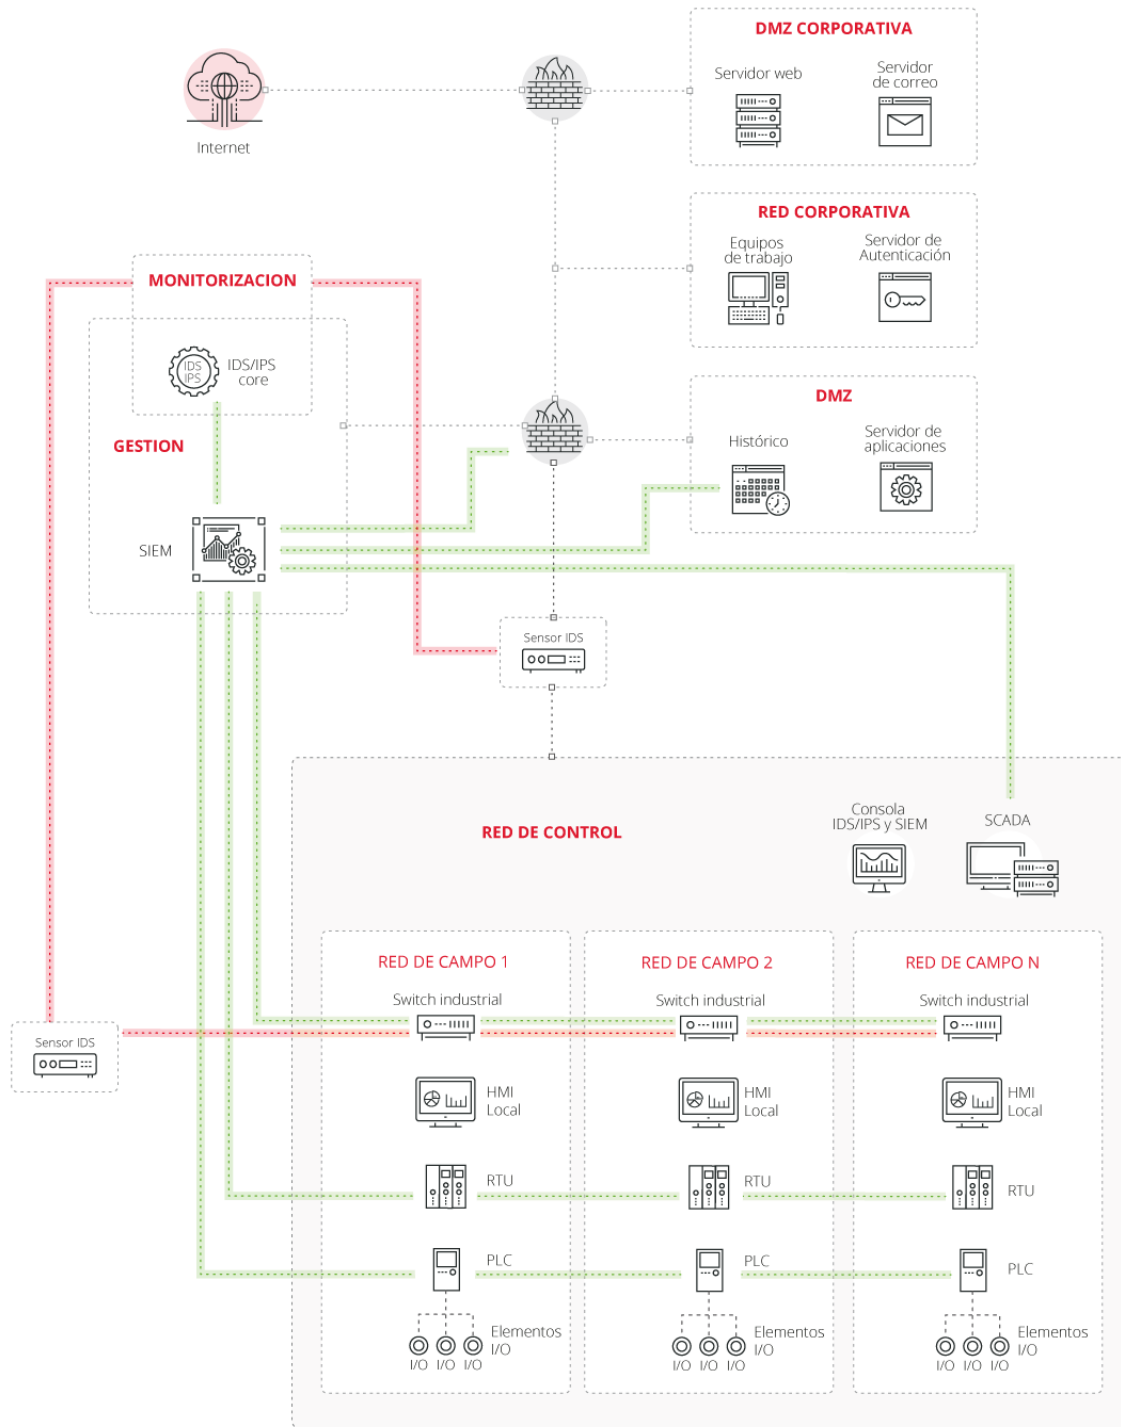 DMZ CORPORATIVA
Servidor web
Servidor
de correo
Internet
RED CORPORATIVA
Equipos
de trabajo
Servidor de
Autenticación
MONITORIZACION
IDS
IPS
IDS/IPS
core
GESTION
DMZ
Histórico
Servidor de
aplicaciones
SIEM
Sensor IDS
Consola
IDS/IPS y SIEM
SCADA
RED DE CONTROL
RED DE CAMPO 1
RED DE CAMPO 2
RED DE CAMPO N
Switch industrial
Switch industrial
Switch industrial
Sensor IDS
HMI
Local
HMI
Local
HMI
Local
RTU
RTU
RTU
PLC
PLC
PLC
Elementos
I/O
I/O I/O I/O
Elementos
I/O
I/O I/O I/O
Elementos
I/O
I/O I/O I/O